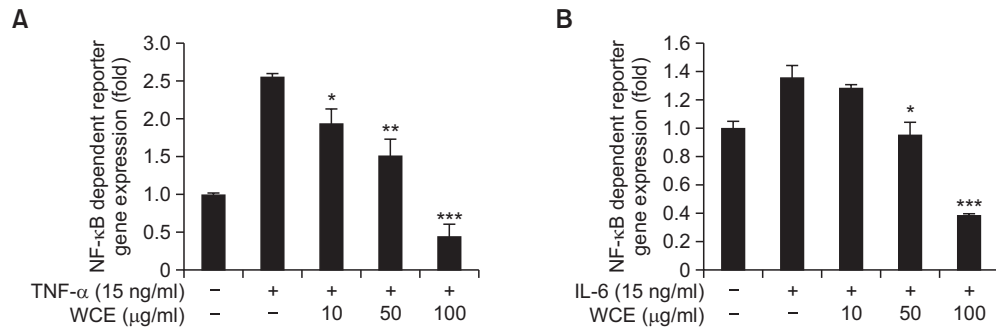 A
NF-κB dependent reporter
gene expression (fold)
3.0
2.5
2.0
1.5
1.0
0.5
0
*
**
***
TNF-α (15 ng/ml) − + + + +
WCE (μg/ml) − − 10 50 100
B
NF-κB dependent reporter
gene expression (fold)
1.6
1.4
1.2
1.0
0.8
0.6
0.4
0.2
0
*
***
IL-6 (15 ng/ml) − + + + +
WCE (μg/ml) − − 10 50 100